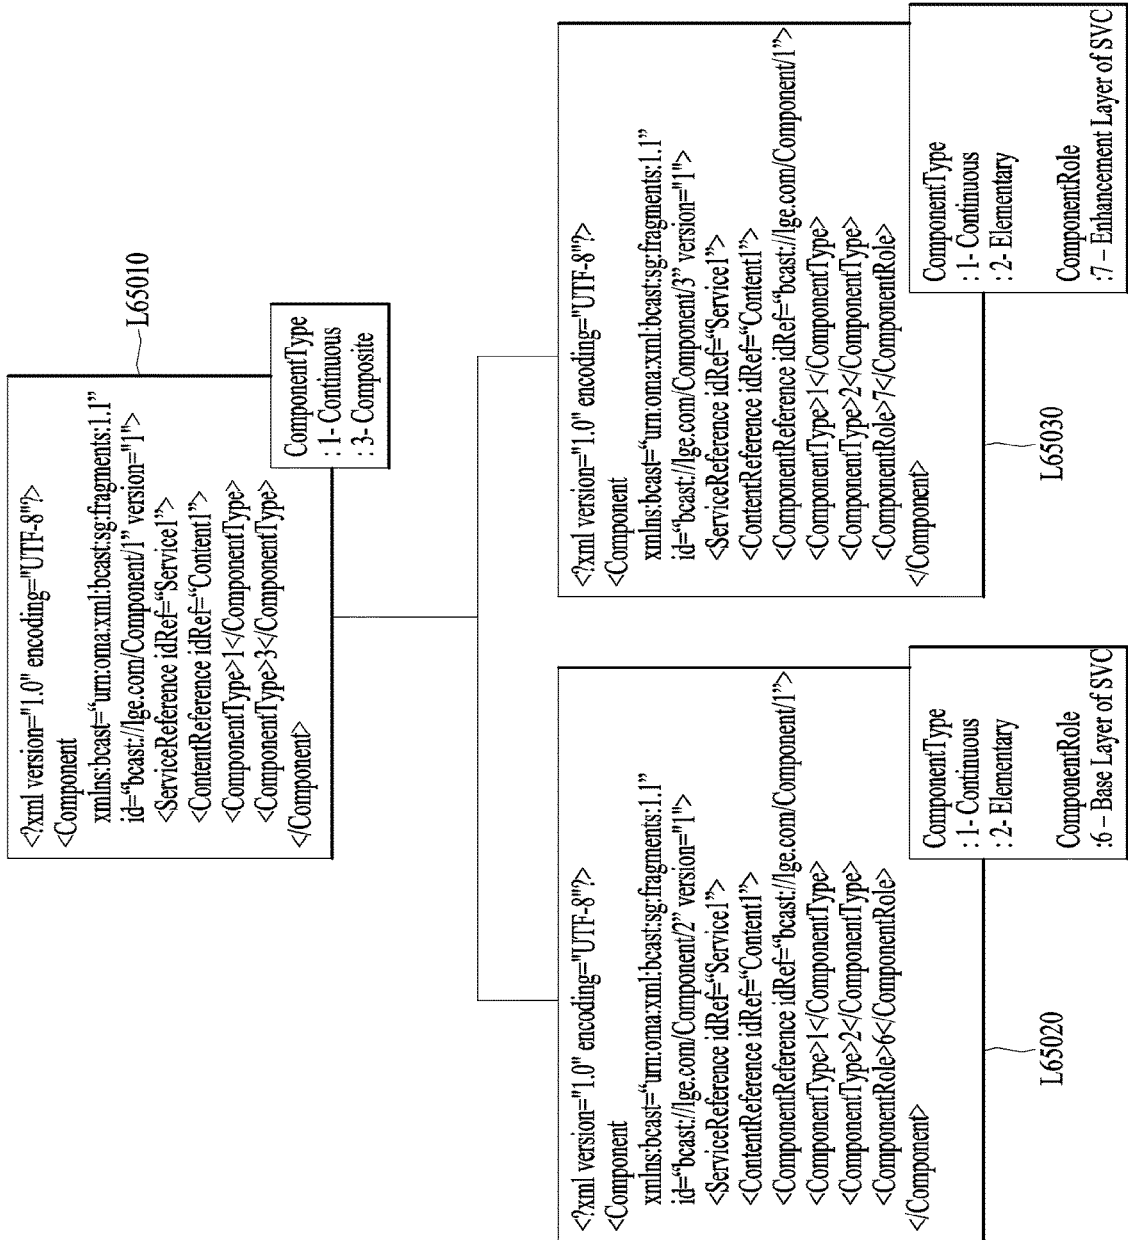 <?xml version="1.0" encoding="UTF-8"?>
<Component
xmlns:bcast=“urn:oma:xml:bcast:sg:fragments:1.1”
id=“bcast://lge.com/Component/1” version="1">
<ServiceReference idRef=“Service1”>
<ContentReference idRef=“Content1”>
<ComponentType>1</ComponentType>
<ComponentType>3</ComponentType>
</Component>
ComponentType
: 1- Continuous
: 3- Composite
L65010
<?xml version="1.0" encoding="UTF-8"?>
<Component
xmlns:bcast=“urn:oma:xml:bcast:sg:fragments:1.1”
id=“bcast://lge.com/Component/2” version="1">
<ServiceReference idRef=“Service1”>
<ContentReference idRef=“Content1”>
<ComponentReference idRef=“bcast://lge.com/Component/1”>
<ComponentType>1</ComponentType>
<ComponentType>2</ComponentType>
<ComponentRole>6</ComponentRole>
</Component>
ComponentType
: 1- Continuous
: 2- Elementary
ComponentRole
:6 – Base Layer of SVC
L65020
<?xml version="1.0" encoding="UTF-8"?>
<Component
xmlns:bcast=“urn:oma:xml:bcast:sg:fragments:1.1”
id=“bcast://lge.com/Component/3” version="1">
<ServiceReference idRef=“Service1”>
<ContentReference idRef=“Content1”>
<ComponentReference idRef=“bcast://lge.com/Component/1”>
<ComponentType>1</ComponentType>
<ComponentType>2</ComponentType>
<ComponentRole>7</ComponentRole>
</Component>
ComponentType
: 1- Continuous
: 2- Elementary
ComponentRole
:7 – Enhancement Layer of SVC
L65030